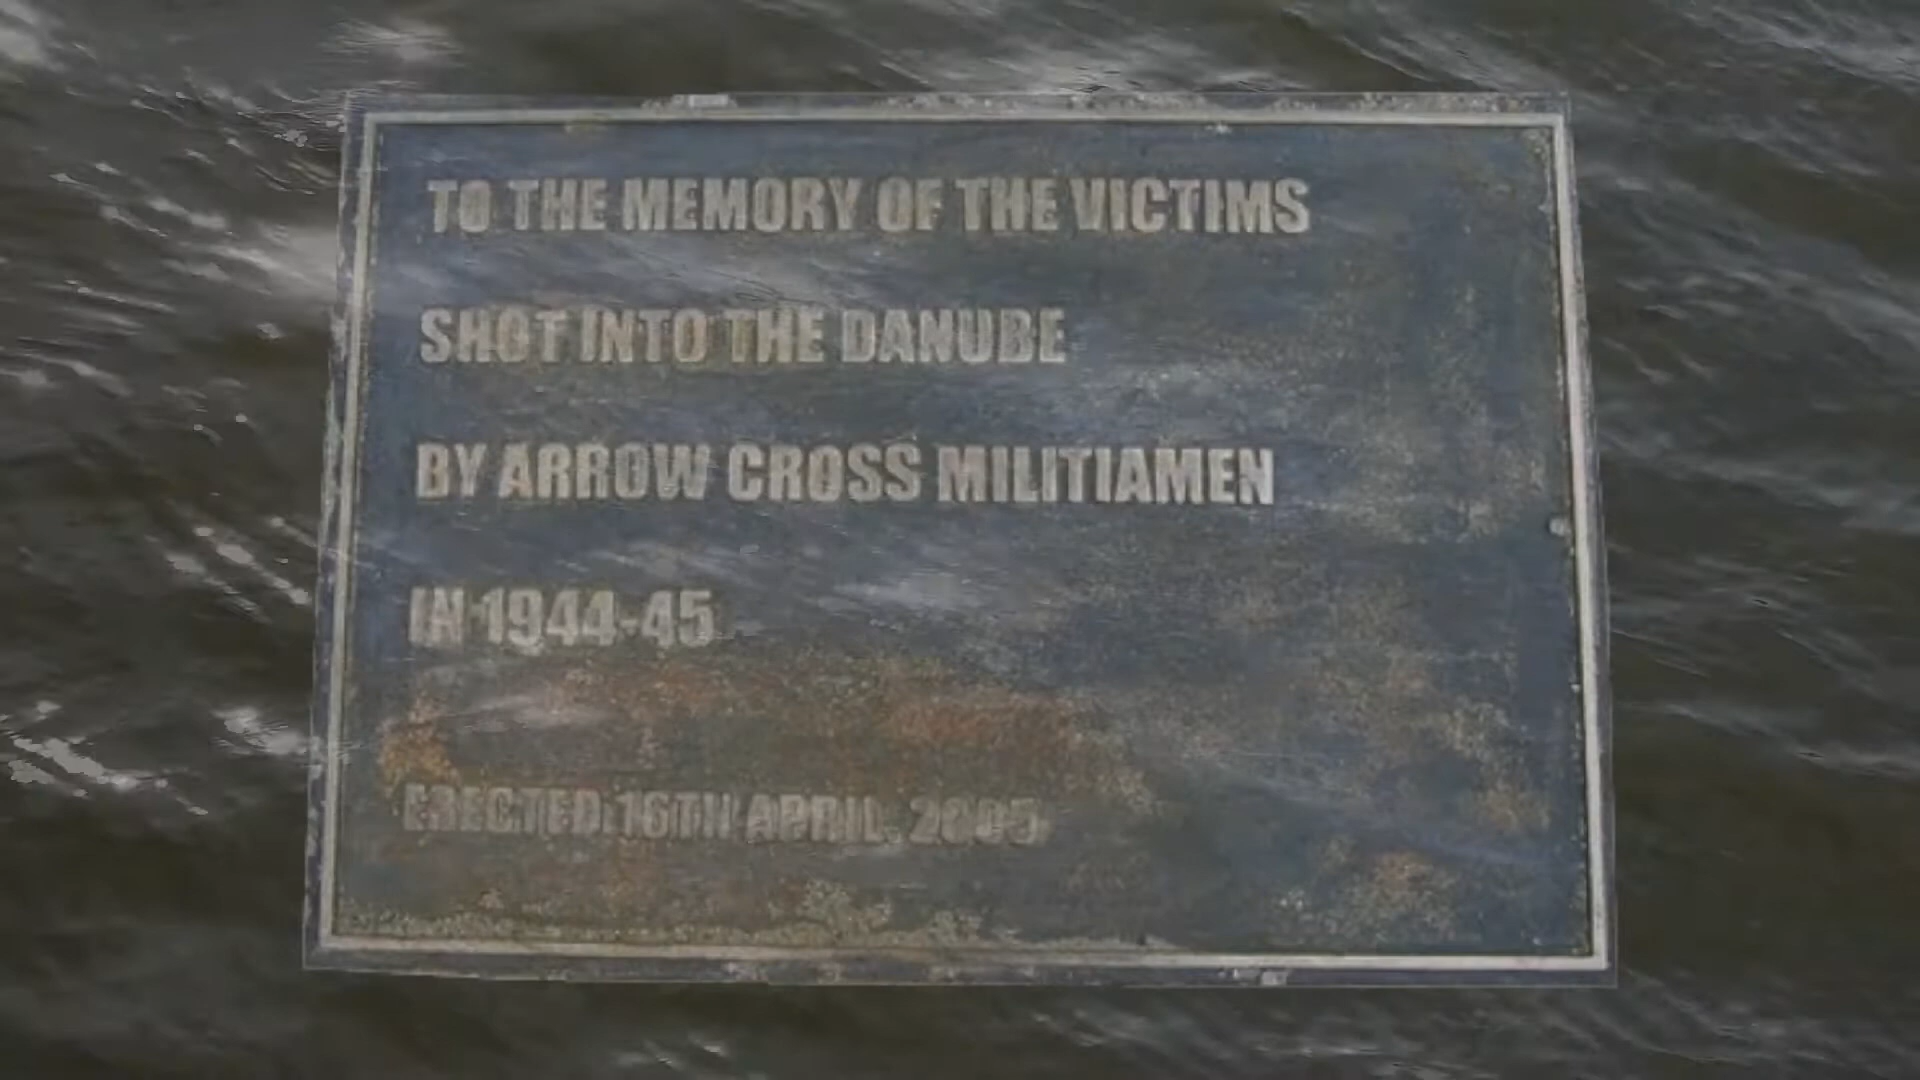 TO THE MEMORY OF THE VICTIMS
SHOT INTO THE DANUBE
BY ARROW CROSS MILITIAMEN
IN 1944-45
ERECTED: 16TH APRIL, 2005